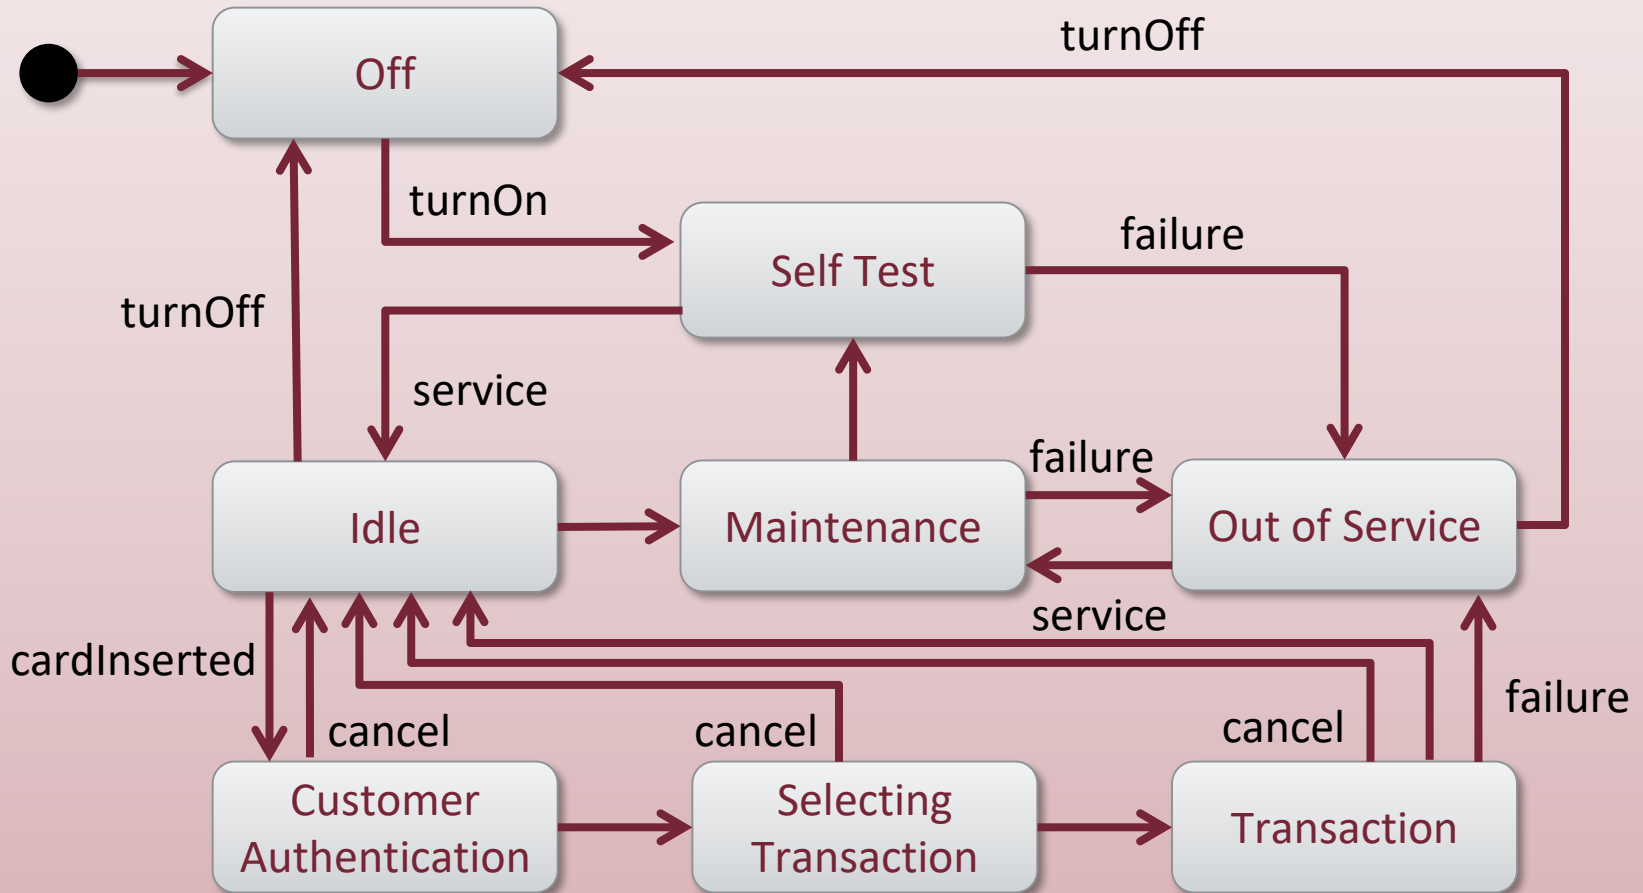 turnOff
Off
turnOn
failure
Self Test
turnOff
service
failure
Idle
Maintenance
Out of Service
service
cardInserted
failure
cancel
cancel
cancel
Customer
Authentication
Selecting
Transaction
Transaction